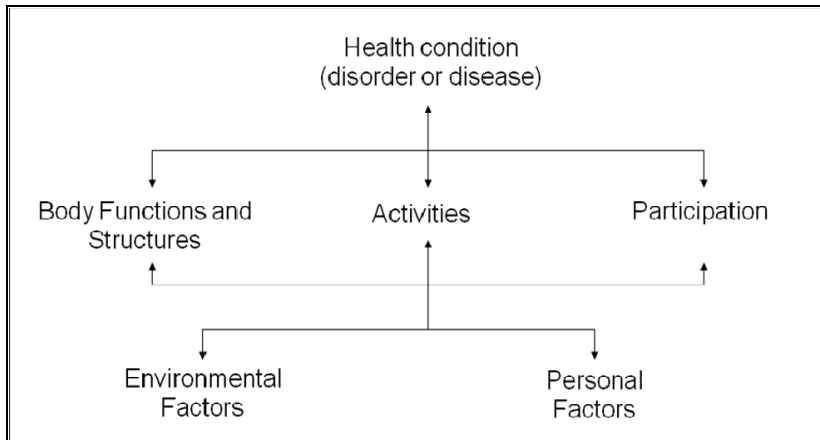 Health condition
(disorder or disease)
Body Functions and
Structures
Activities
Participation
Environmental
Factors
Personal
Factors